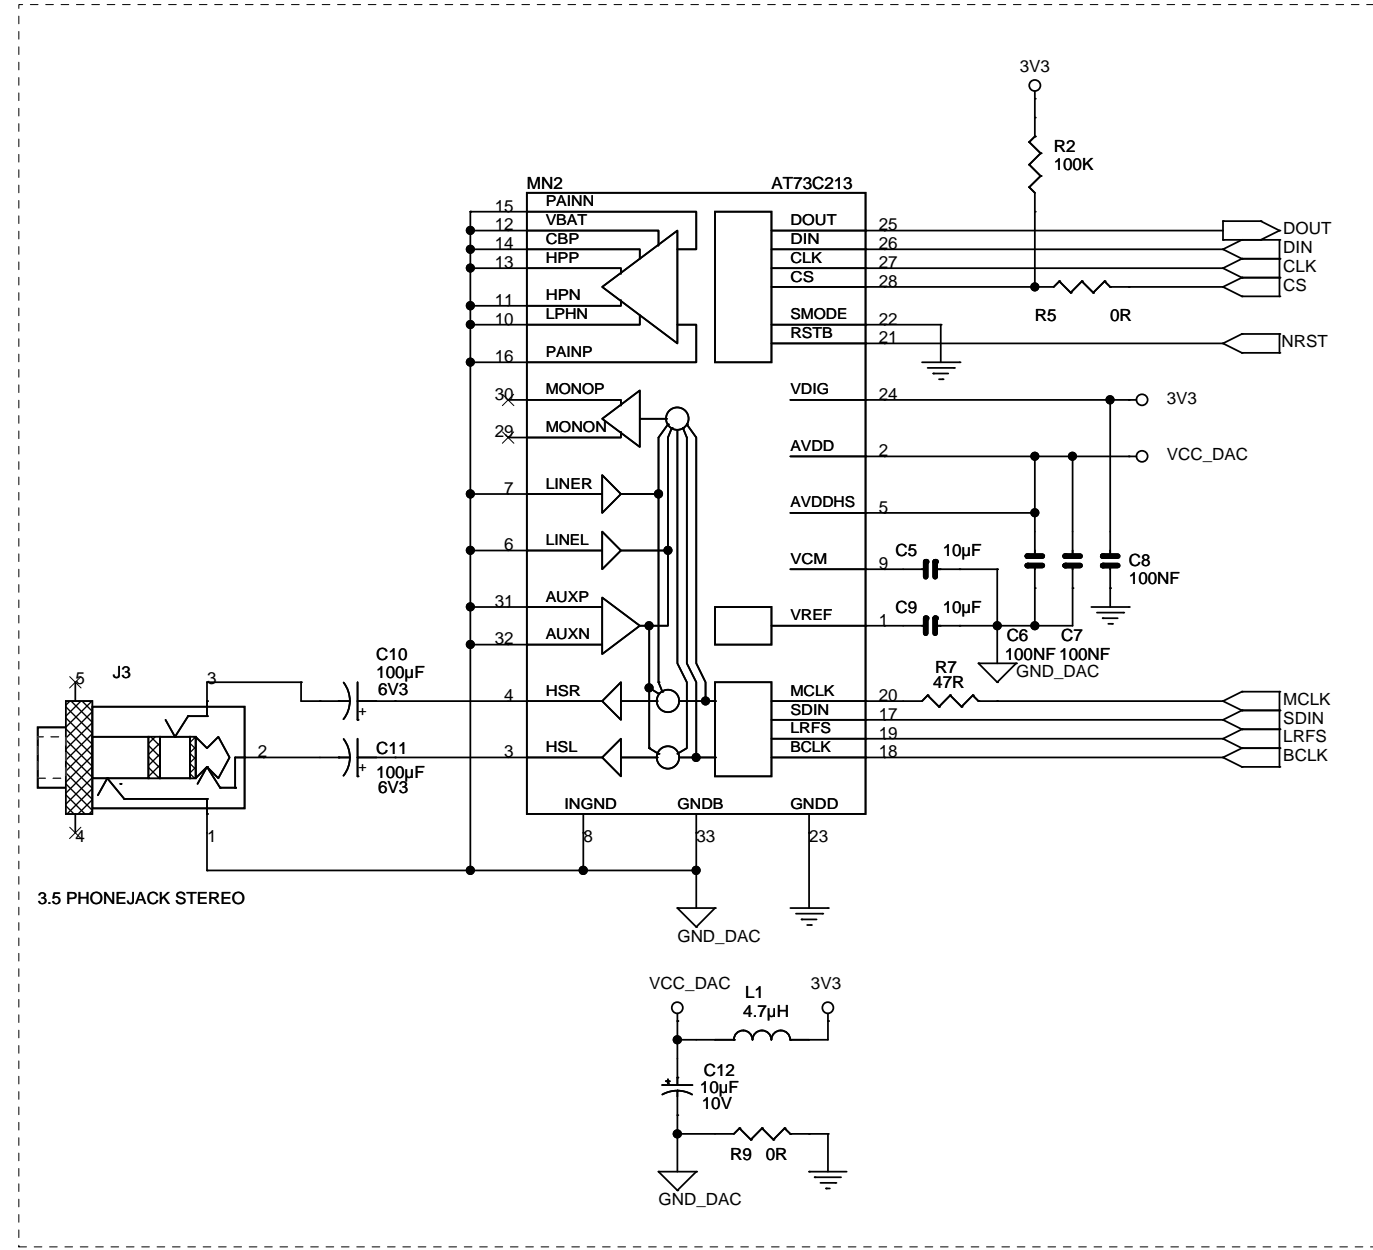 3V3
R2
100K
MN2
AT73C213
15 PAINN
12 VBAT
14 CBP
13 HPP
11 HPN
10 LPHN
16 PAINP
30 MONOP
29 MONON
7 LINER
6 LINEL
31 AUXP
32 AUXN
4 HSR
3 HSL
DOUT 25 DOUT
DIN 26 DIN
CLK 27 CLK
CS 28 CS
R5 0R
SMODE 22
RSTB 21 NRST
VDIG 24 3V3
AVDD 2 VCC_DAC
AVDDHS 5
VCM 9 C5 10µF
VREF 1 C9 10µF
C8
100NF
C6 C7
100NF 100NF
GND_DAC
R7
47R
MCLK 20 MCLK
SDIN 17 SDIN
LRFS 19 LRFS
BCLK 18 BCLK
C10
100µF
6V3
+
C11
100µF
6V3
+
J3
5
3
2
4
1
3.5 PHONEJACK STEREO
INGND GNDB GNDD
8 33 23
GND_DAC
VCC_DAC L1 3V3
4.7µH
C12
10µF
10V
+
R9 0R
GND_DAC